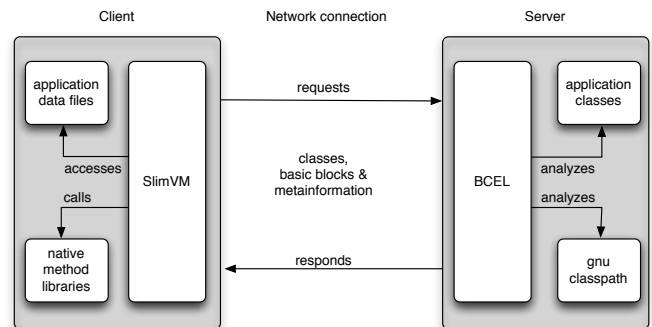 Client
Network connection
Server
application
data files
accesses
calls
native
method
libraries
SlimVM
requests
classes,
basic blocks &
metainformation
responds
BCEL
application
classes
analyzes
analyzes
gnu
classpath